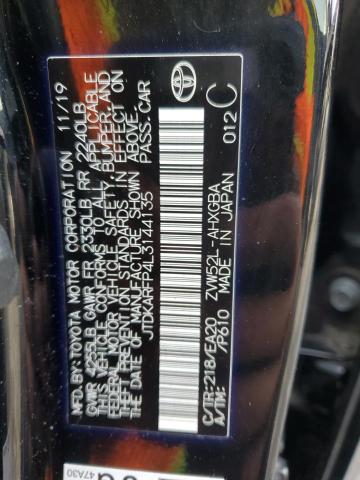 MFD.BY:TOYOTA MOTOR CORPORATION 11/19
GVWR 4255LB GAWR FR 2330LB RR 2240LB
THIS VEHICLE CONFORMS TO ALL APPLICABLE
FEDERAL MOTOR VEHICLE SAFETY, BUMPER, AND
THEFT PREVENTION STANDARDS IN EFFECT ON
THE DATE OF MANUFACTURE SHOWN ABOVE.
JTDKARFP4L3144135 PASS.CAR
C/TR:218/EA20 ZVW52L-AHXGBA
A/TM: /P610 MADE IN JAPAN 012 C
47A30